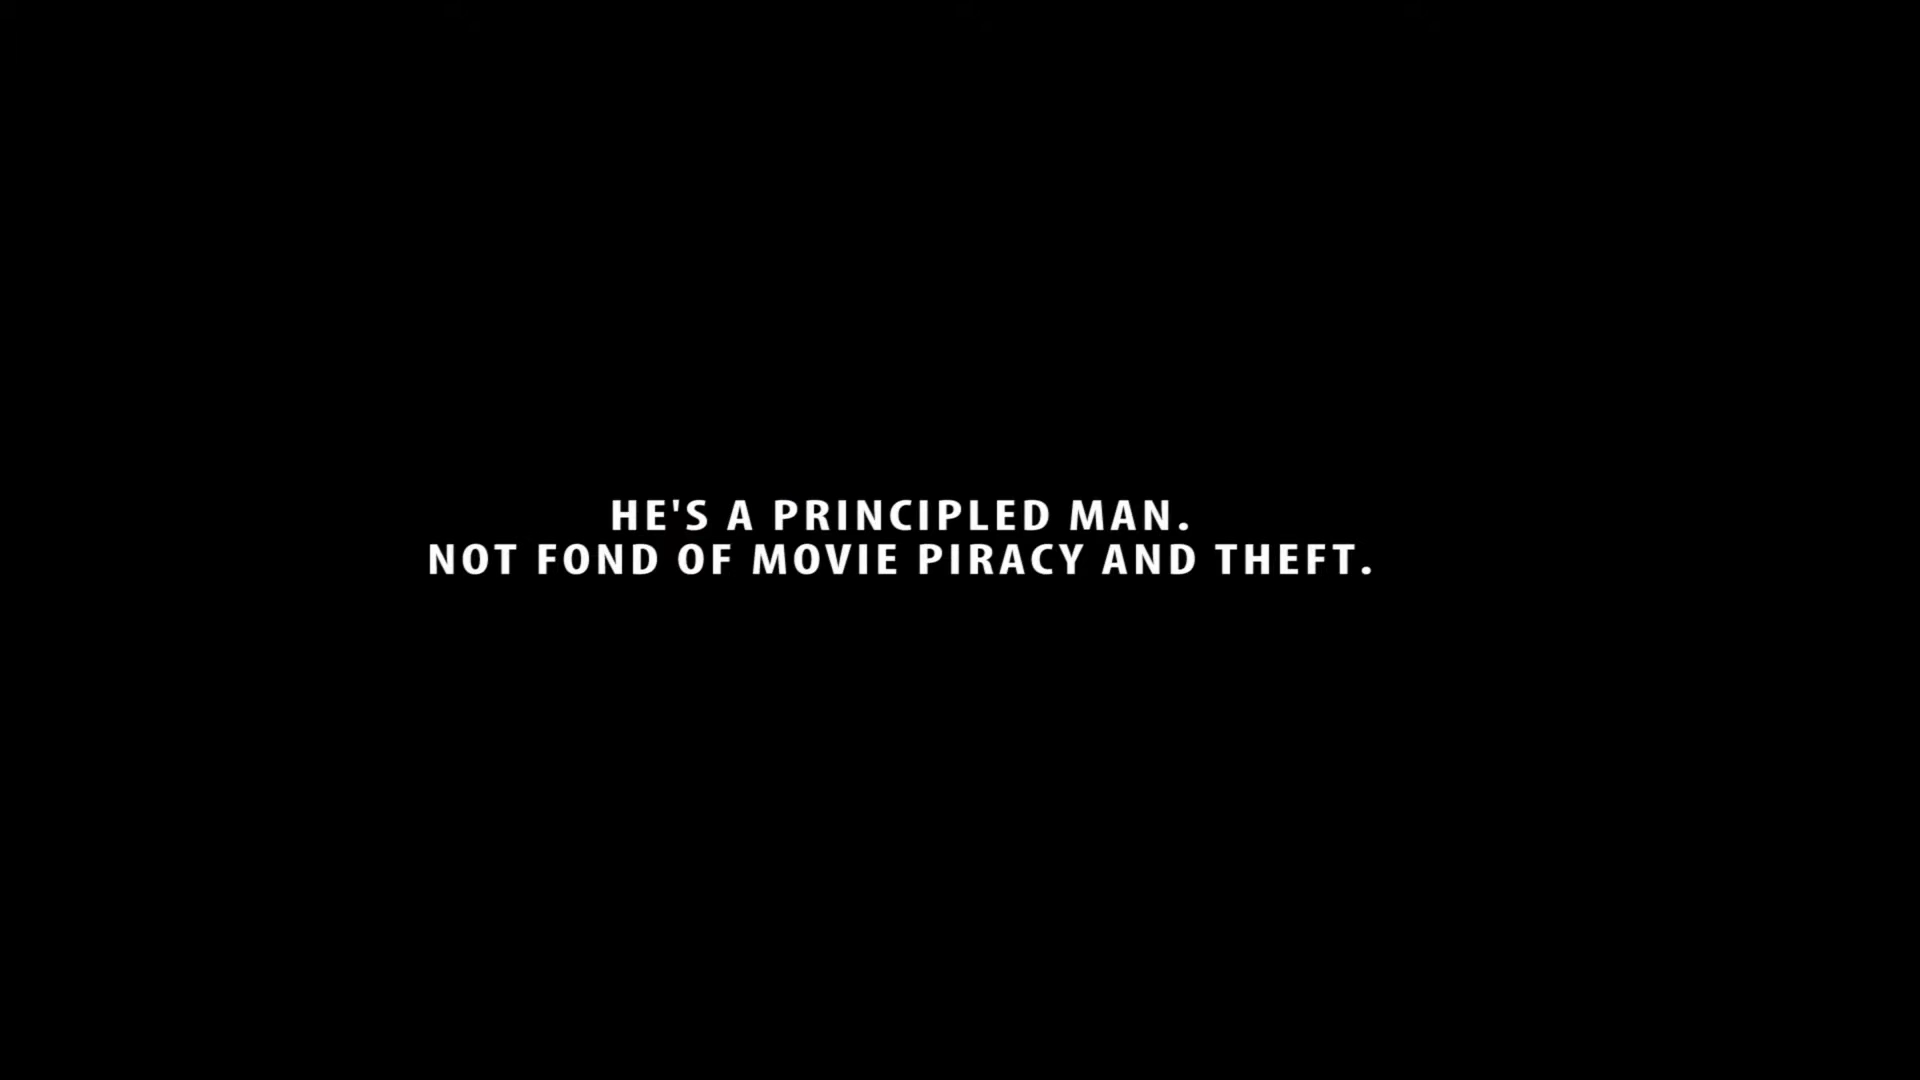 HE'S A PRINCIPLED MAN.
NOT FOND OF MOVIE PIRACY AND THEFT.